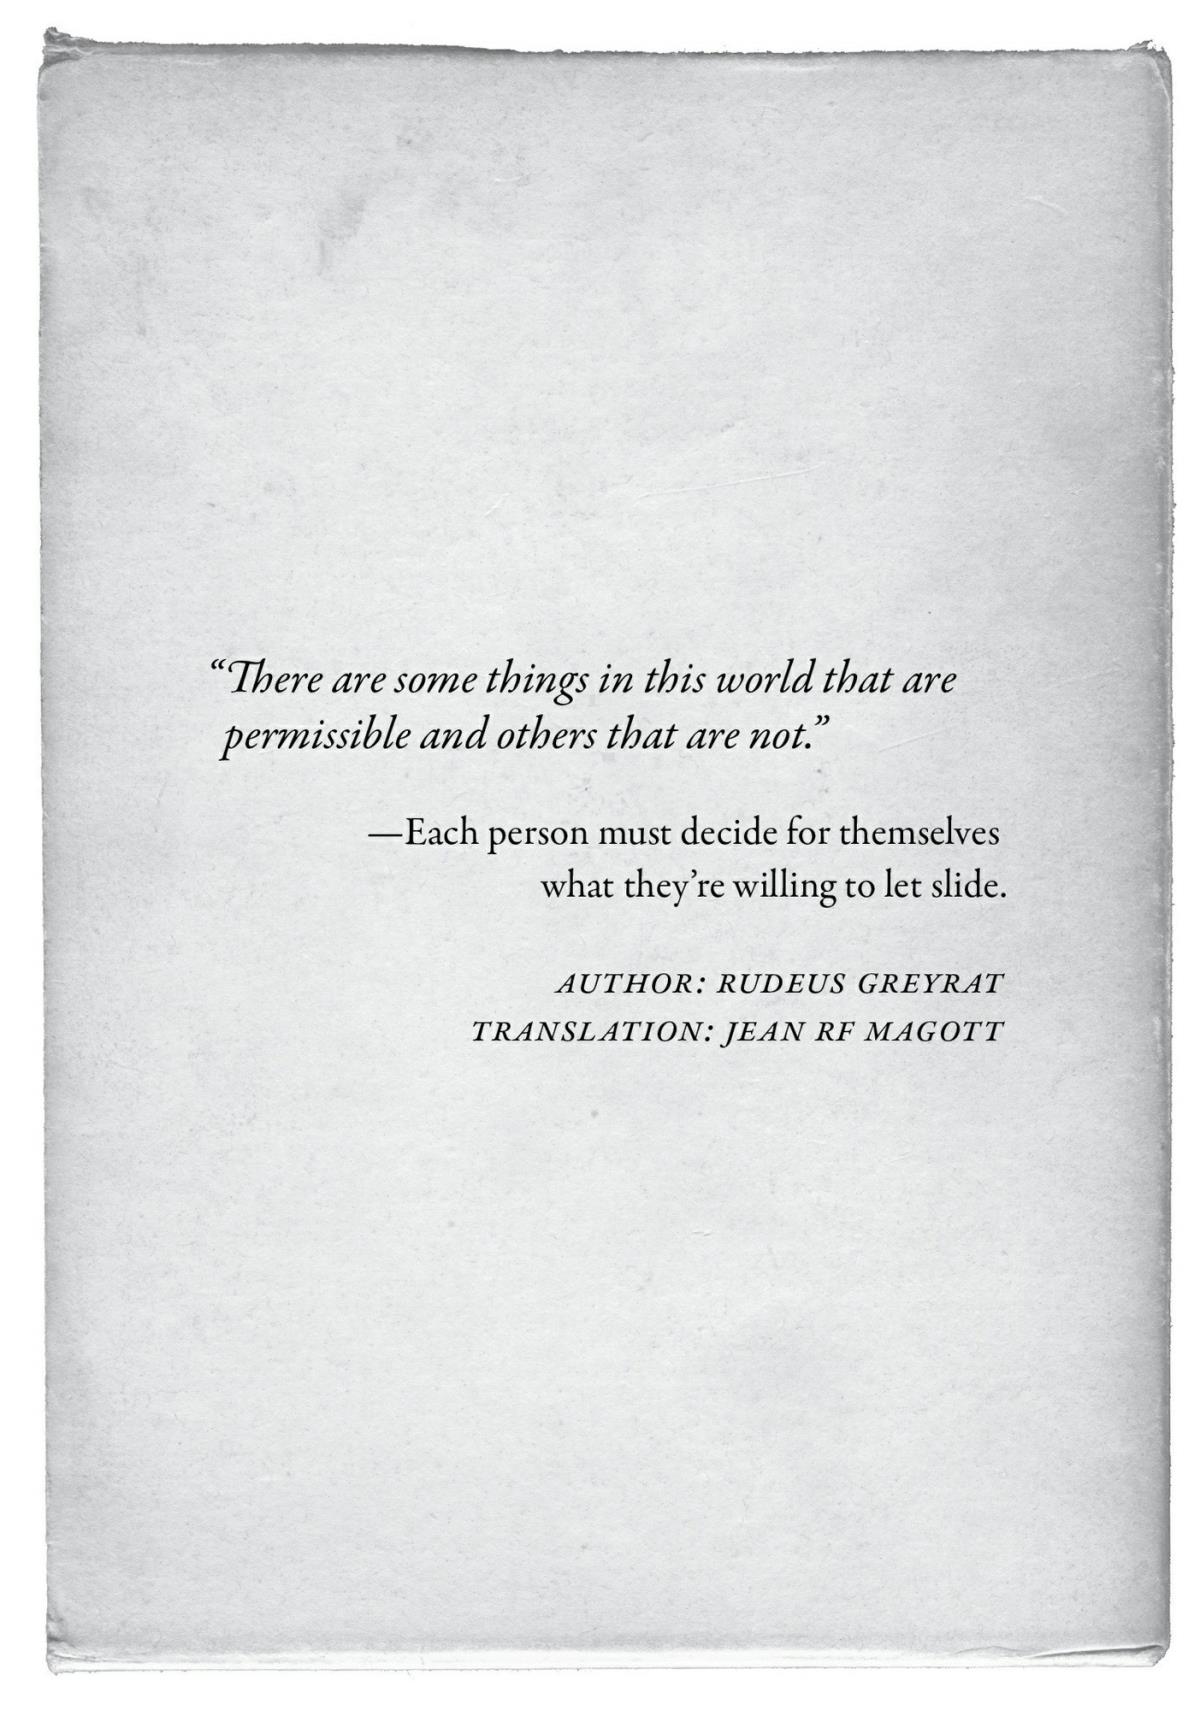 “There are some things in this world that are
permissible and others that are not.”
—Each person must decide for themselves
what they’re willing to let slide.
AUTHOR: RUDEUS GREYRAT
TRANSLATION: JEAN RF MAGOTT